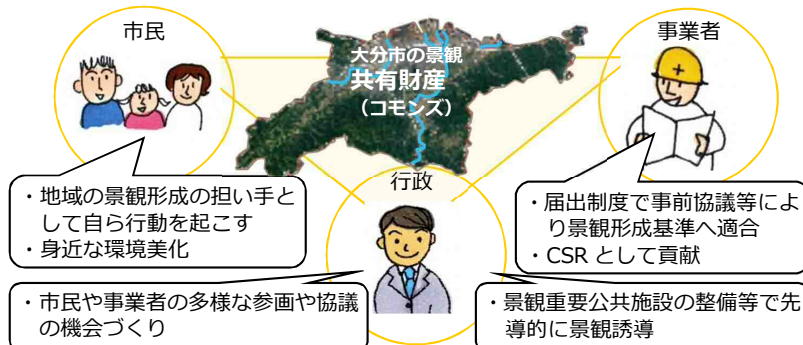 市民
事業者
大分市の景観
共有財産
（コモンズ）
行政
・地域の景観形成の担い手と
して自ら行動を起こす
・身近な環境美化
・届出制度で事前協議等によ
り景観形成基準へ適合
・CSR として貢献
・市民や事業者の多様な参画や協議
の機会づくり
・景観重要公共施設の整備等で先
導的に景観誘導